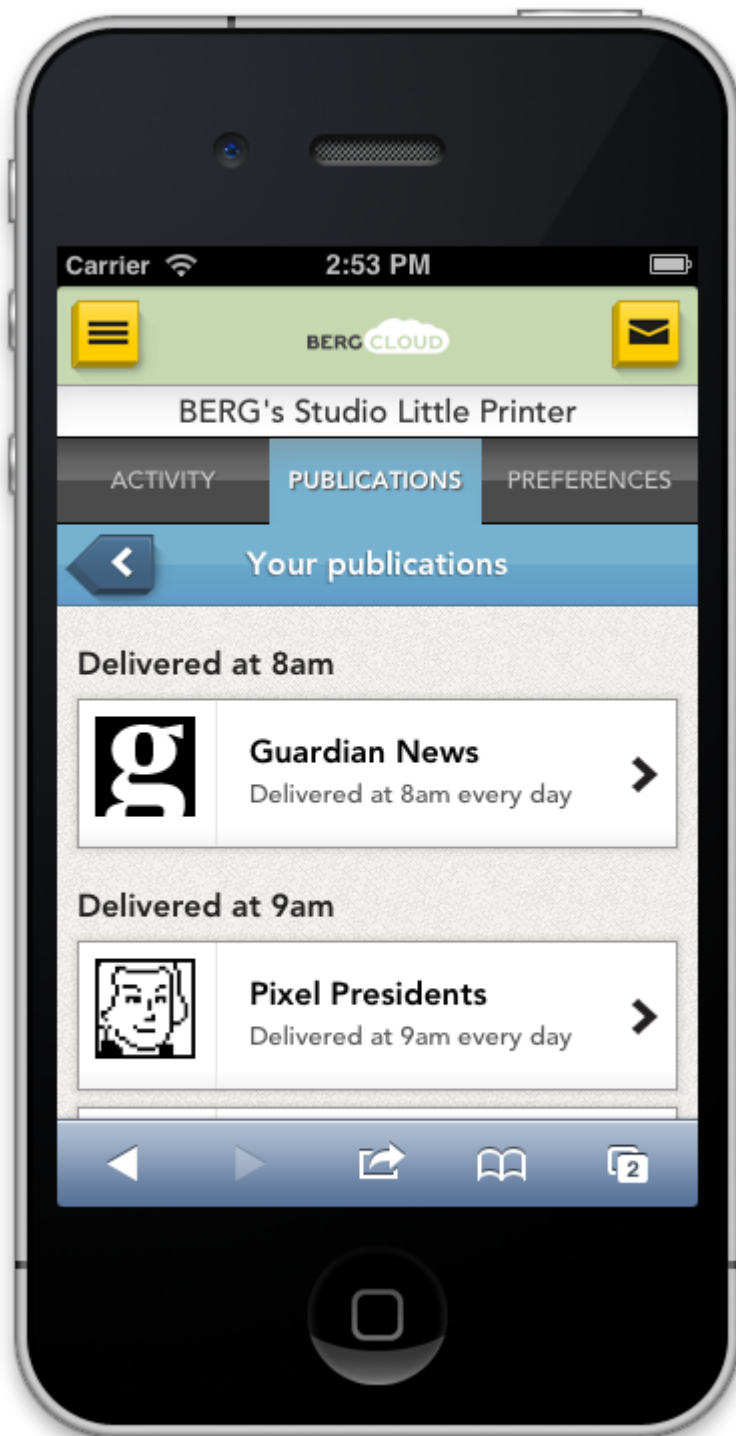 Carrier 2:53 PM
BERG CLOUD
BERG's Studio Little Printer
ACTIVITY PUBLICATIONS PREFERENCES
Your publications
Delivered at 8am
g
Guardian News
Delivered at 8am every day
Delivered at 9am
Pixel Presidents
Delivered at 9am every day
2